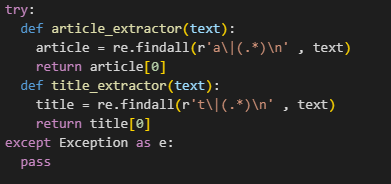 try:
  def article_extractor(text):
    article = re.findall(r'a\|(.*)\n' , text)
    return article[0]
  def title_extractor(text):
    title = re.findall(r't\|(.*)\n' , text)
    return title[0]
except Exception as e:
  pass